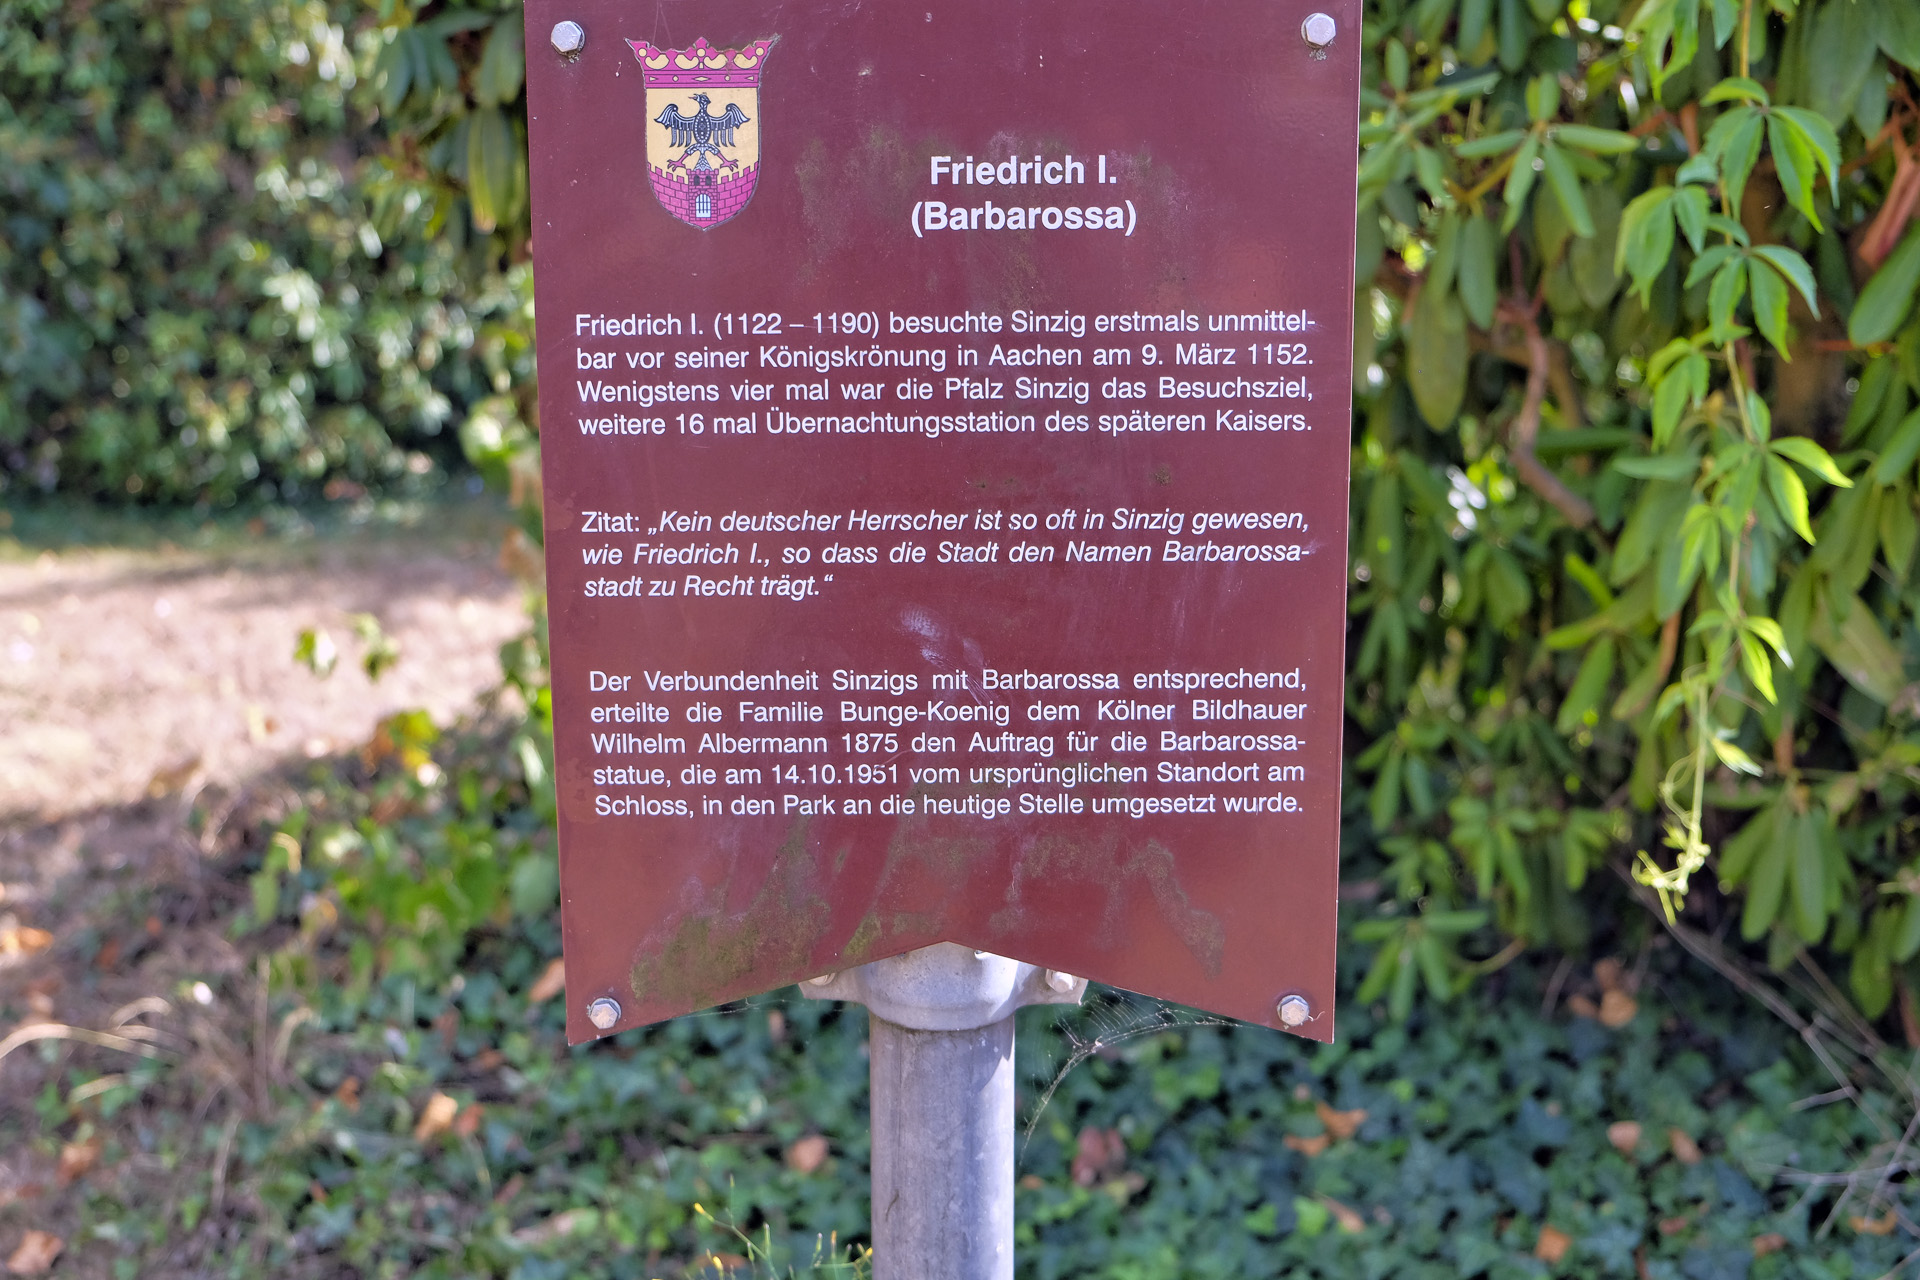 Friedrich I.
(Barbarossa)
Friedrich I. (1122 – 1190) besuchte Sinzig erstmals unmittel-
bar vor seiner Königskrönung in Aachen am 9. März 1152.
Wenigstens vier mal war die Pfalz Sinzig das Besuchsziel,
weitere 16 mal Übernachtungsstation des späteren Kaisers.
Zitat: „Kein deutscher Herrscher ist so oft in Sinzig gewesen,
wie Friedrich I., so dass die Stadt den Namen Barbarossa-
stadt zu Recht trägt.“
Der Verbundenheit Sinzigs mit Barbarossa entsprechend,
erteilte die Familie Bunge-Koenig dem Kölner Bildhauer
Wilhelm Albermann 1875 den Auftrag für die Barbarossa-
statue, die am 14.10.1951 vom ursprünglichen Standort am
Schloss, in den Park an die heutige Stelle umgesetzt wurde.